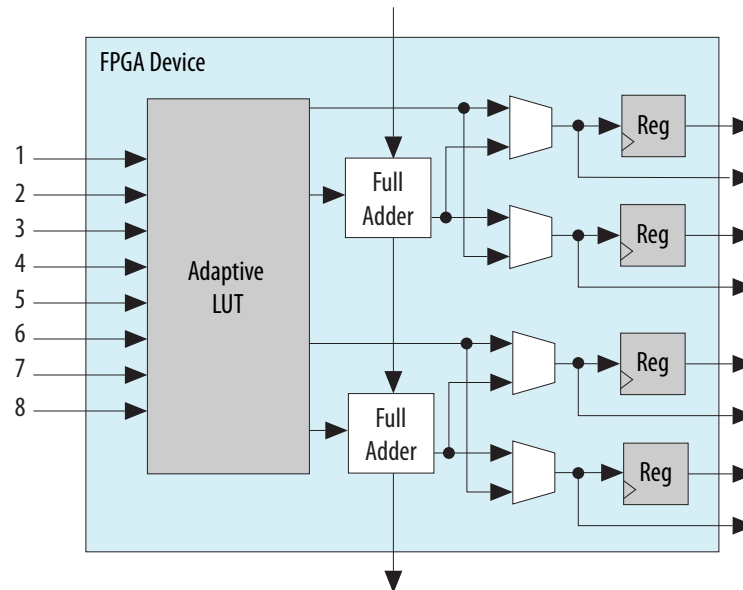 FPGA Device
1
2
3
4
5
6
7
8
Adaptive
LUT
Full
Adder
Full
Adder
Reg
Reg
Reg
Reg